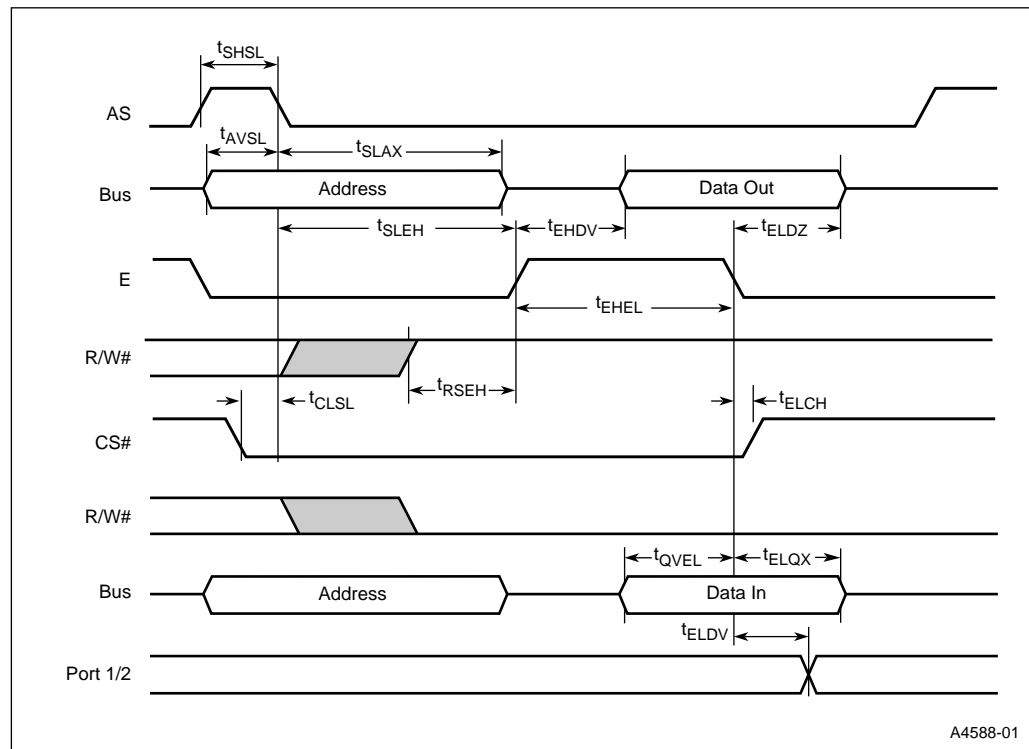 tSHSL
AS
tAVSL
tSLAX
Bus
Address
Data Out
tSLEH
tEHDV
tELDZ
E
tEHEL
R/W#
tRSEH
tCLSL
tELCH
CS#
R/W#
tQVEL
tELQX
Bus
Address
Data In
tELDV
Port 1/2
A4588-01